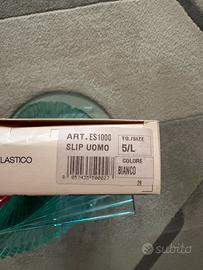 ART. ES1000
SLIP UOMO
TG./SIZE
5/L
COLORE
BIANCO
LASTICO
subito